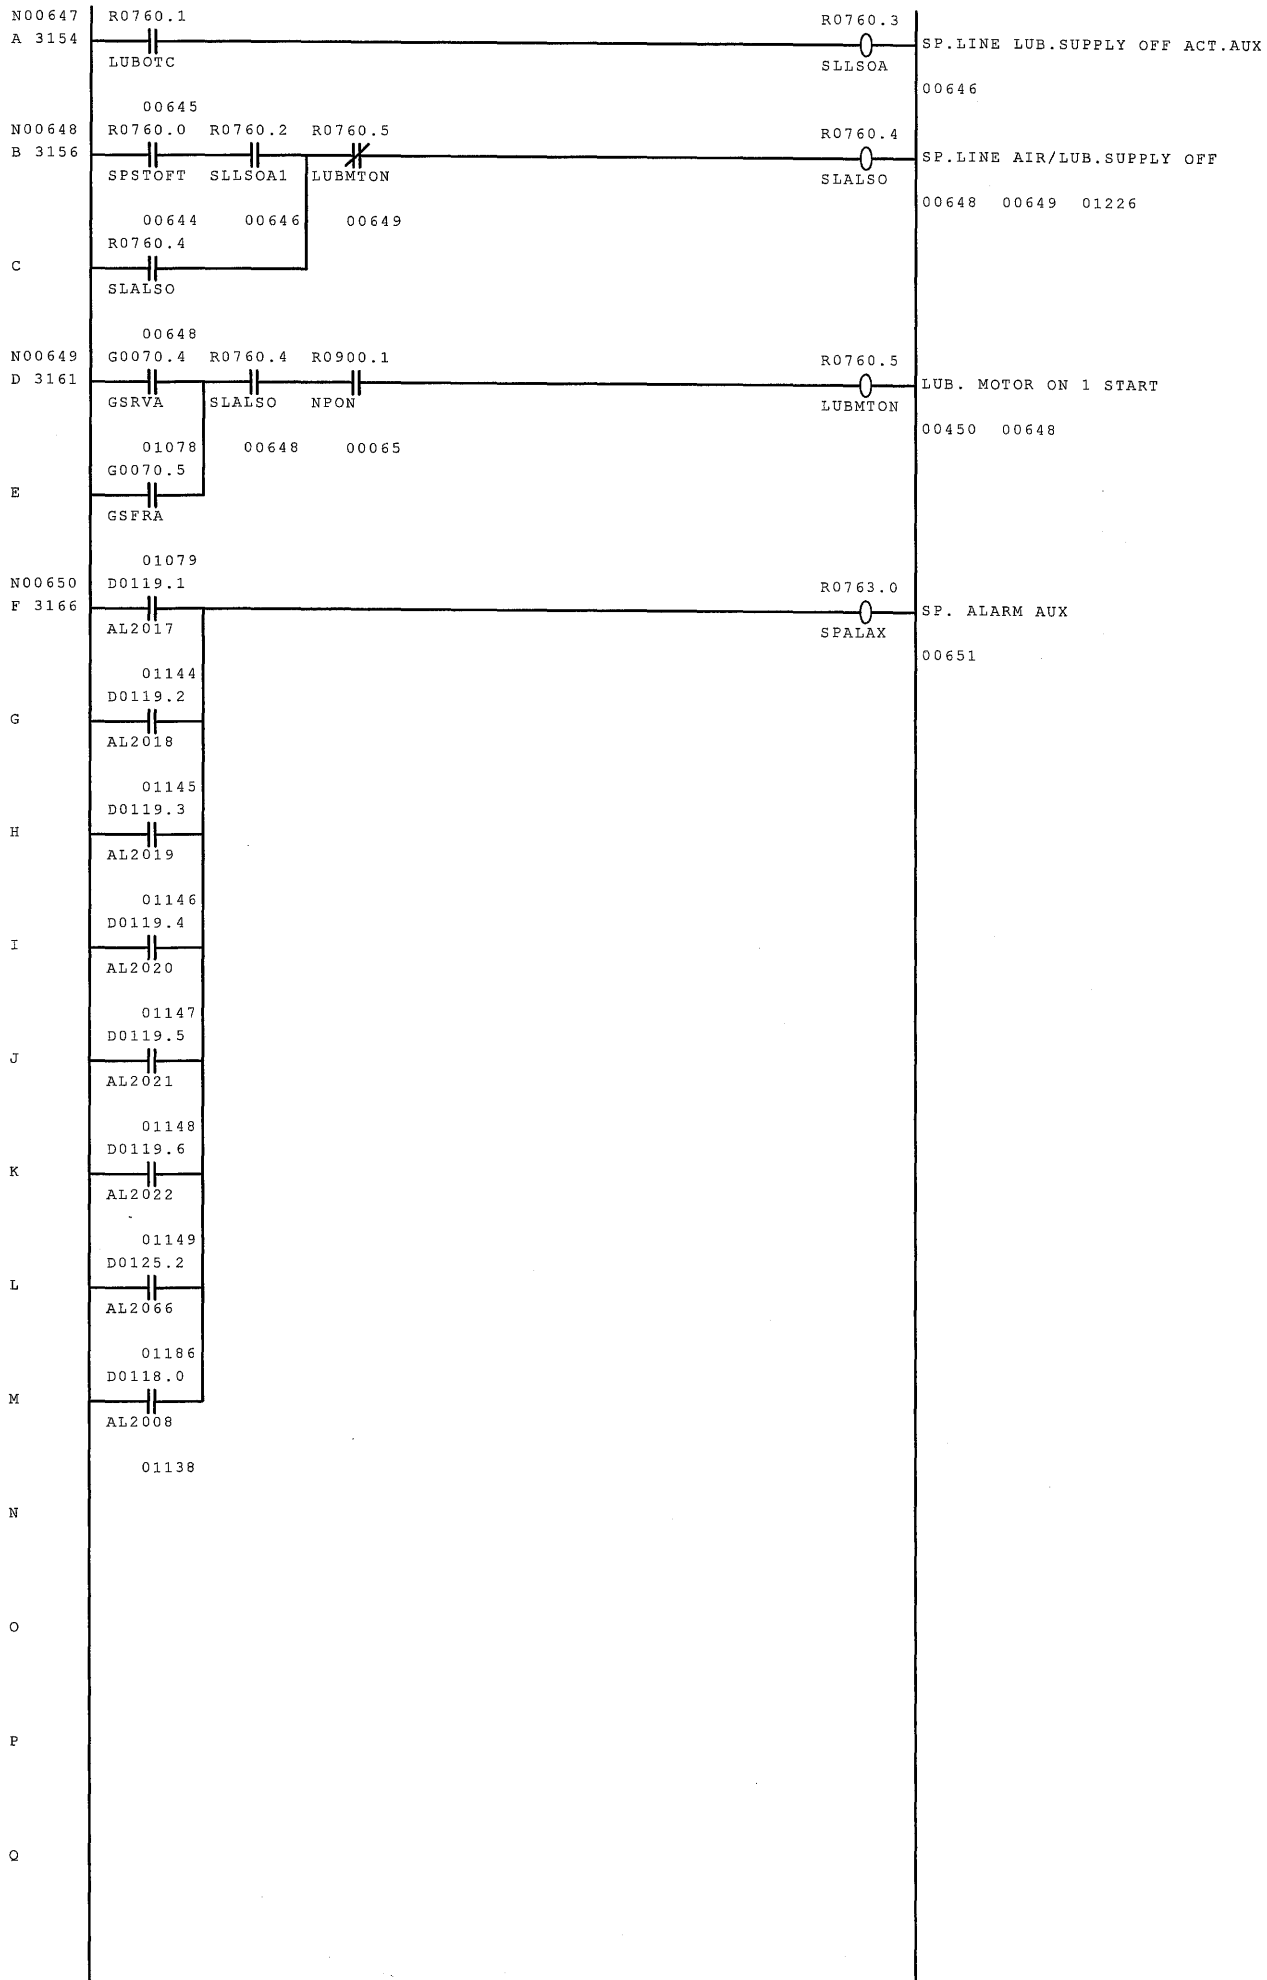 N00647 R0760.1 R0760.3
A 3154 SP.LINE LUB.SUPPLY OFF ACT.AUX
LUBOTC SLLSOA
00646
00645
N00648 R0760.0 R0760.2 R0760.5 R0760.4
B 3156 SP.LINE AIR/LUB.SUPPLY OFF
SPSTOFT SLLSOA1 LUBMTON SLALSO
00648 00649 01226
00644 00646 00649
R0760.4
C
SLALSO
00648
N00649 G0070.4 R0760.4 R0900.1 R0760.5
D 3161 LUB. MOTOR ON 1 START
GSRVA SLALSO NPON LUBMTON
00450 00648
01078 00648 00065
G0070.5
E
GSFRA
01079
N00650 D0119.1 R0763.0
F 3166 SP. ALARM AUX
AL2017 SPALAX
00651
01144
D0119.2
G
AL2018
01145
D0119.3
H
AL2019
01146
D0119.4
I
AL2020
01147
D0119.5
J
AL2021
01148
D0119.6
K
AL2022
01149
D0125.2
L
AL2066
01186
D0118.0
M
AL2008
01138
N
O
P
Q